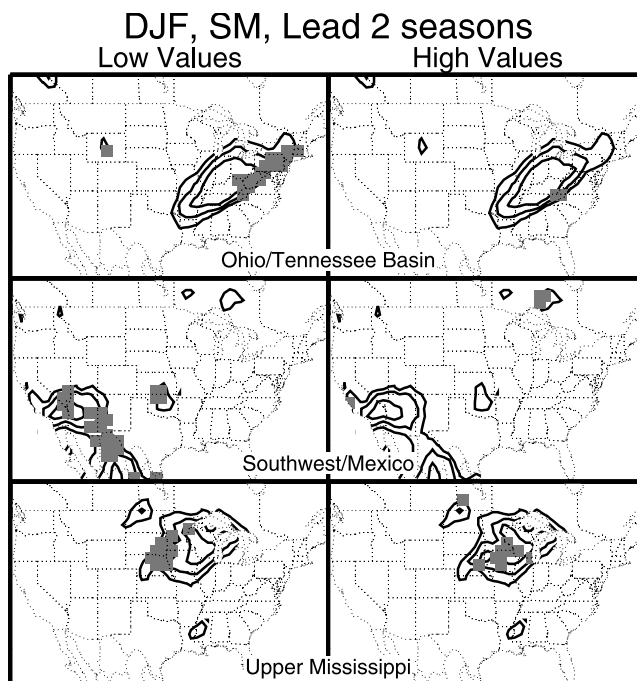 DJF, SM, Lead 2 seasons
Low Values
High Values
Ohio/Tennessee Basin
Southwest/Mexico
Upper Mississippi